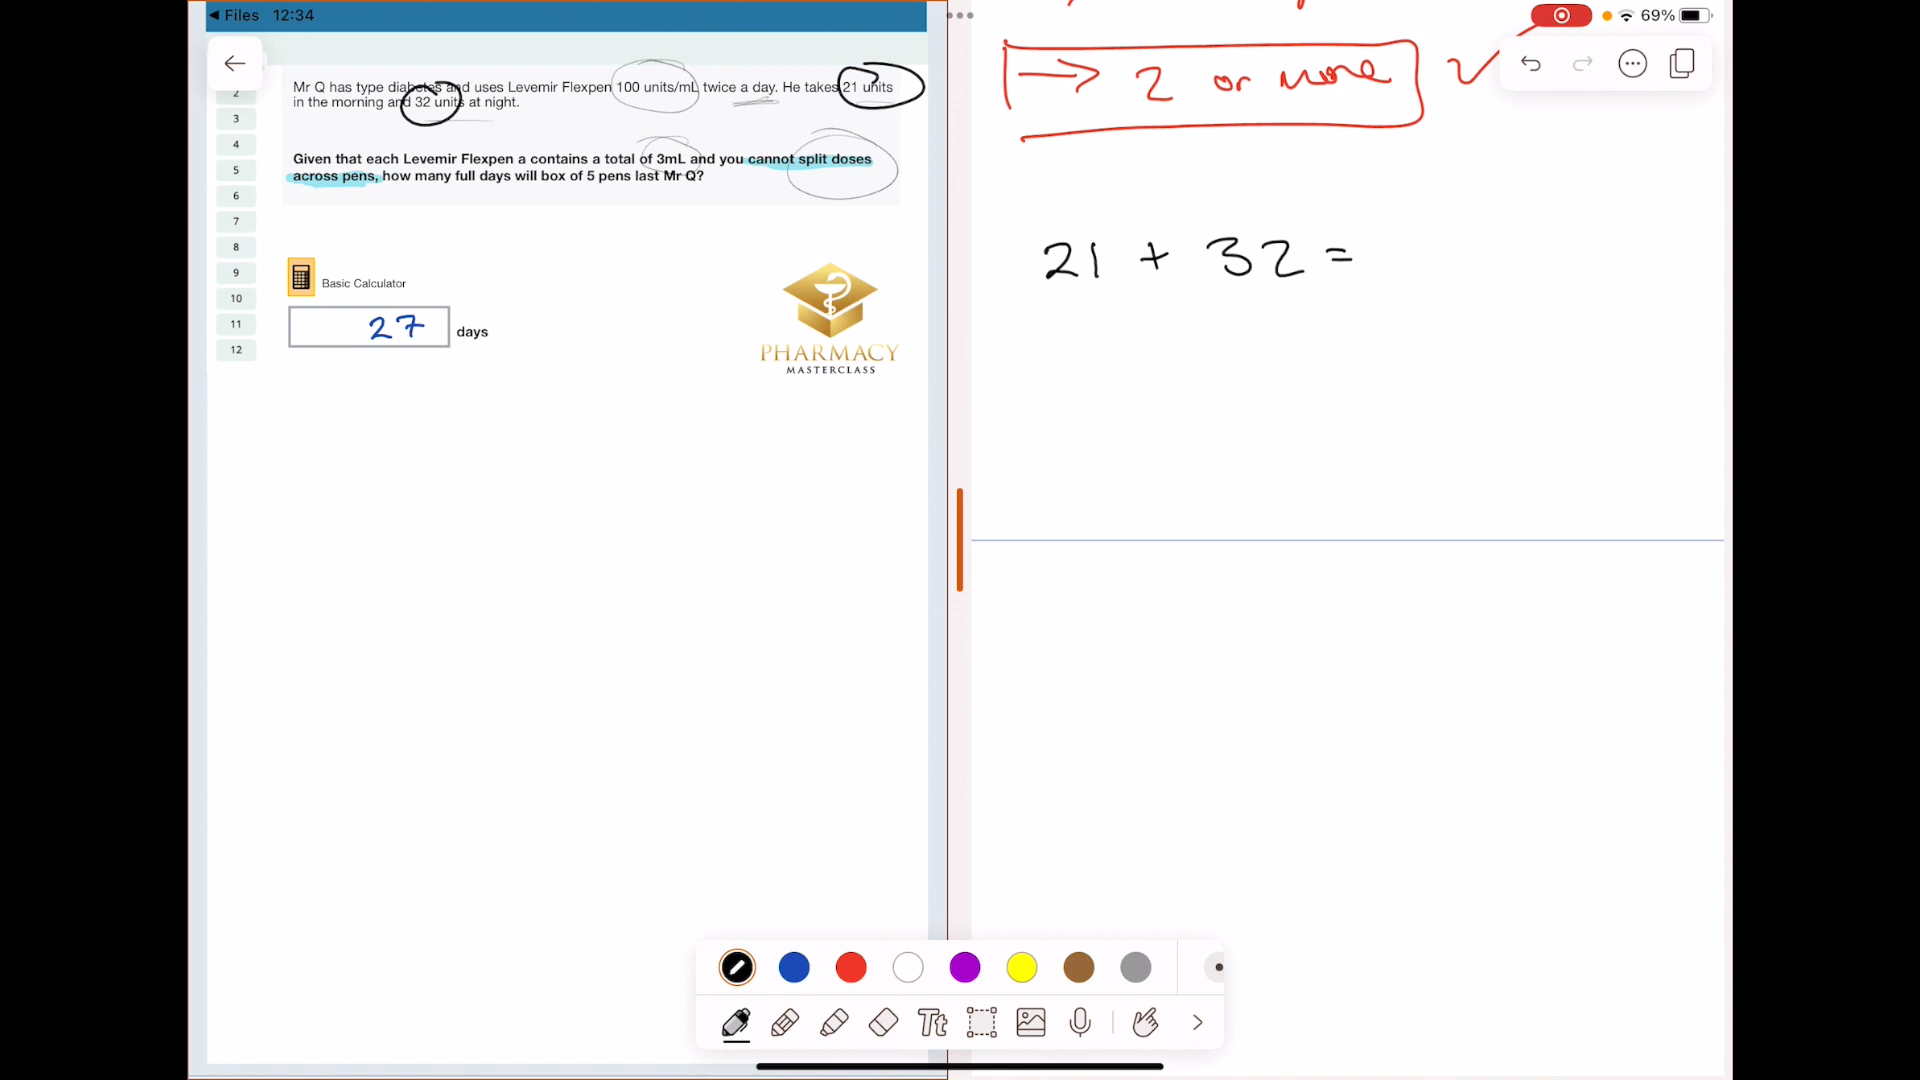 Files 12:34
69%
2
3
4
5
6
7
8
9
10
11
12
Mr Q has type diabetes and uses Levemir Flexpen 100 units/mL twice a day. He takes 21 units
in the morning and 32 units at night.
Given that each Levemir Flexpen a contains a total of 3mL and you cannot split doses
across pens, how many full days will box of 5 pens last Mr Q?
Basic Calculator
27 days
PHARMACY
MASTERCLASS
→ 2 or more
21 + 32 =
Tt